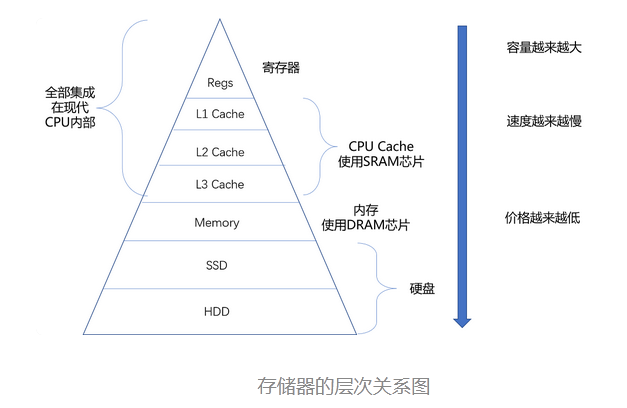 容量越来越大
寄存器
Regs
全部集成
在现代
CPU内部
L1 Cache
速度越来越慢
CPU Cache
使用SRAM芯片
L2 Cache
L3 Cache
内存
使用DRAM芯片
价格越来越低
Memory
SSD
硬盘
HDD
存储器的层次关系图